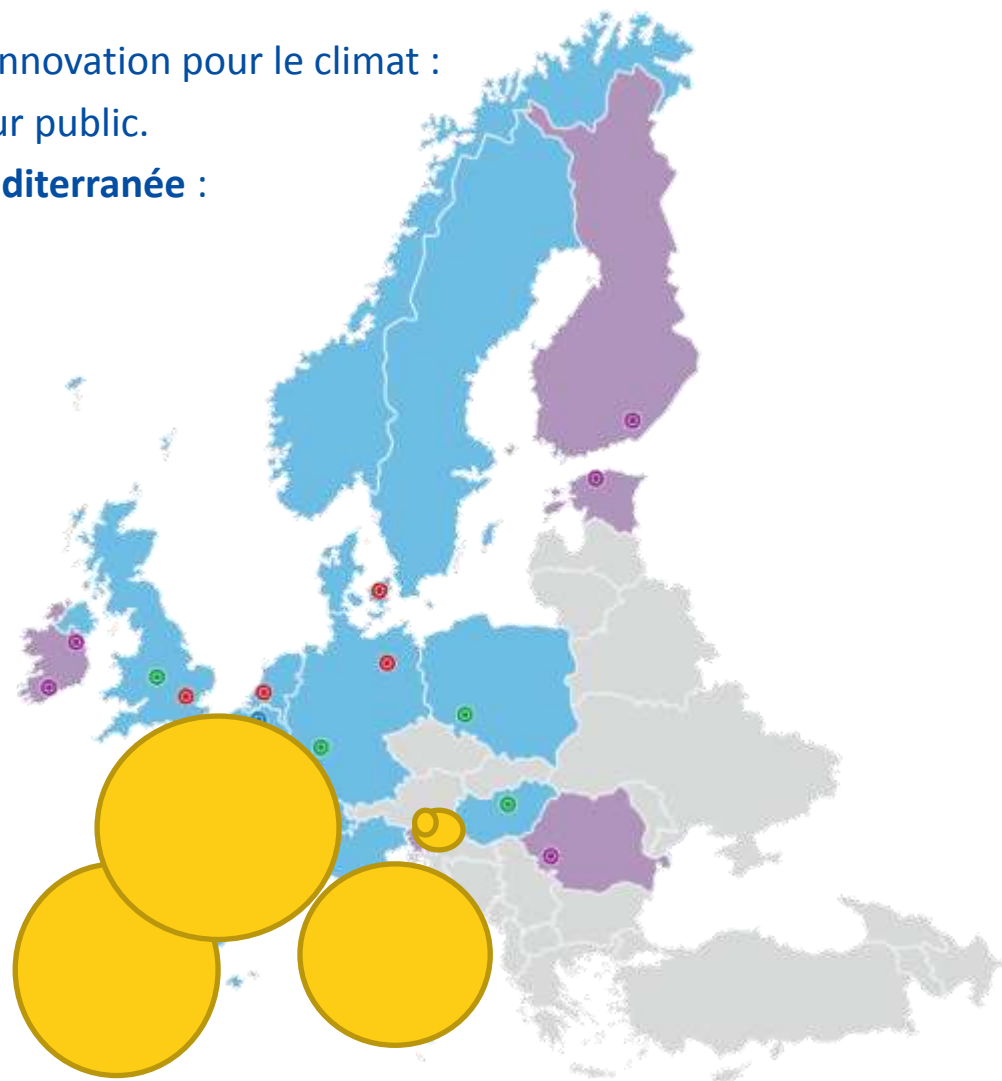 nnovation pour le climat :
ur public.
diterranée :